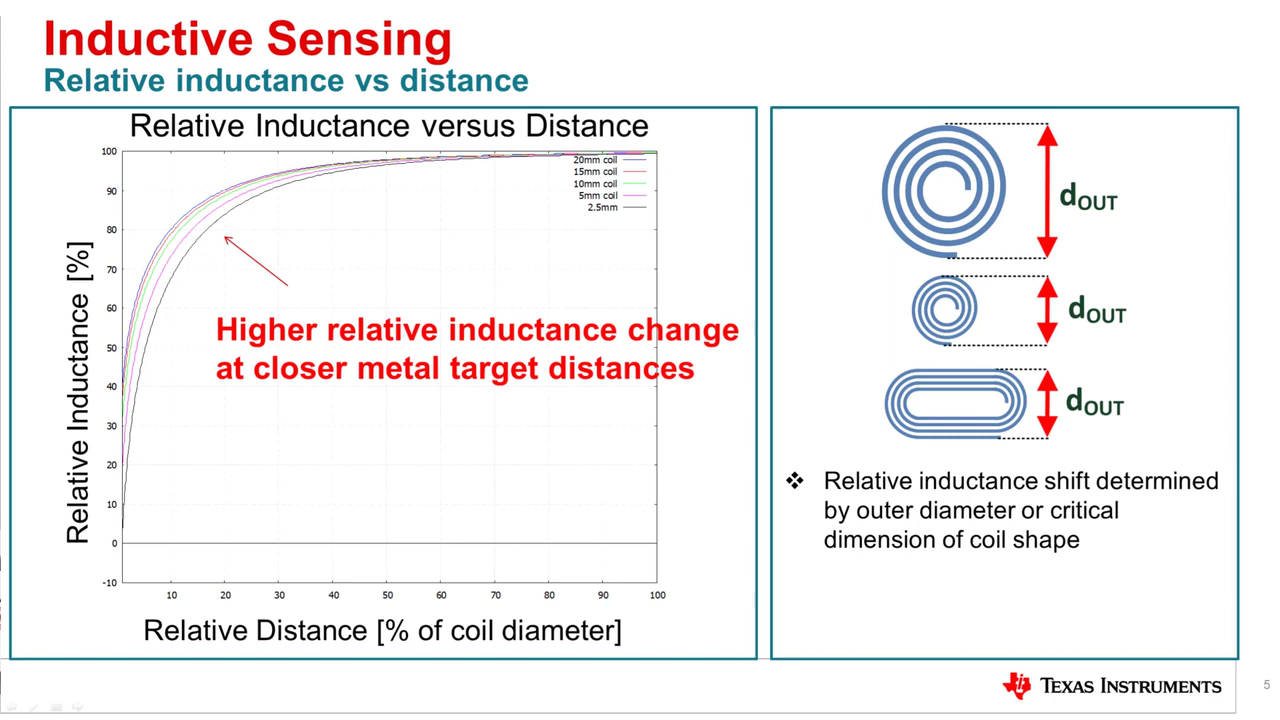 Inductive Sensing
Relative inductance vs distance
Relative Inductance versus Distance
Relative Inductance [%]
100
90
80
70
60
50
40
30
20
10
0
-10
20mm coil
15mm coil
10mm coil
5mm coil
2.5mm
Higher relative inductance change
at closer metal target distances
10 20 30 40 50 60 70 80 90 100
Relative Distance [% of coil diameter]
dOUT
dOUT
dOUT
❖ Relative inductance shift determined
by outer diameter or critical
dimension of coil shape
TEXAS INSTRUMENTS
5